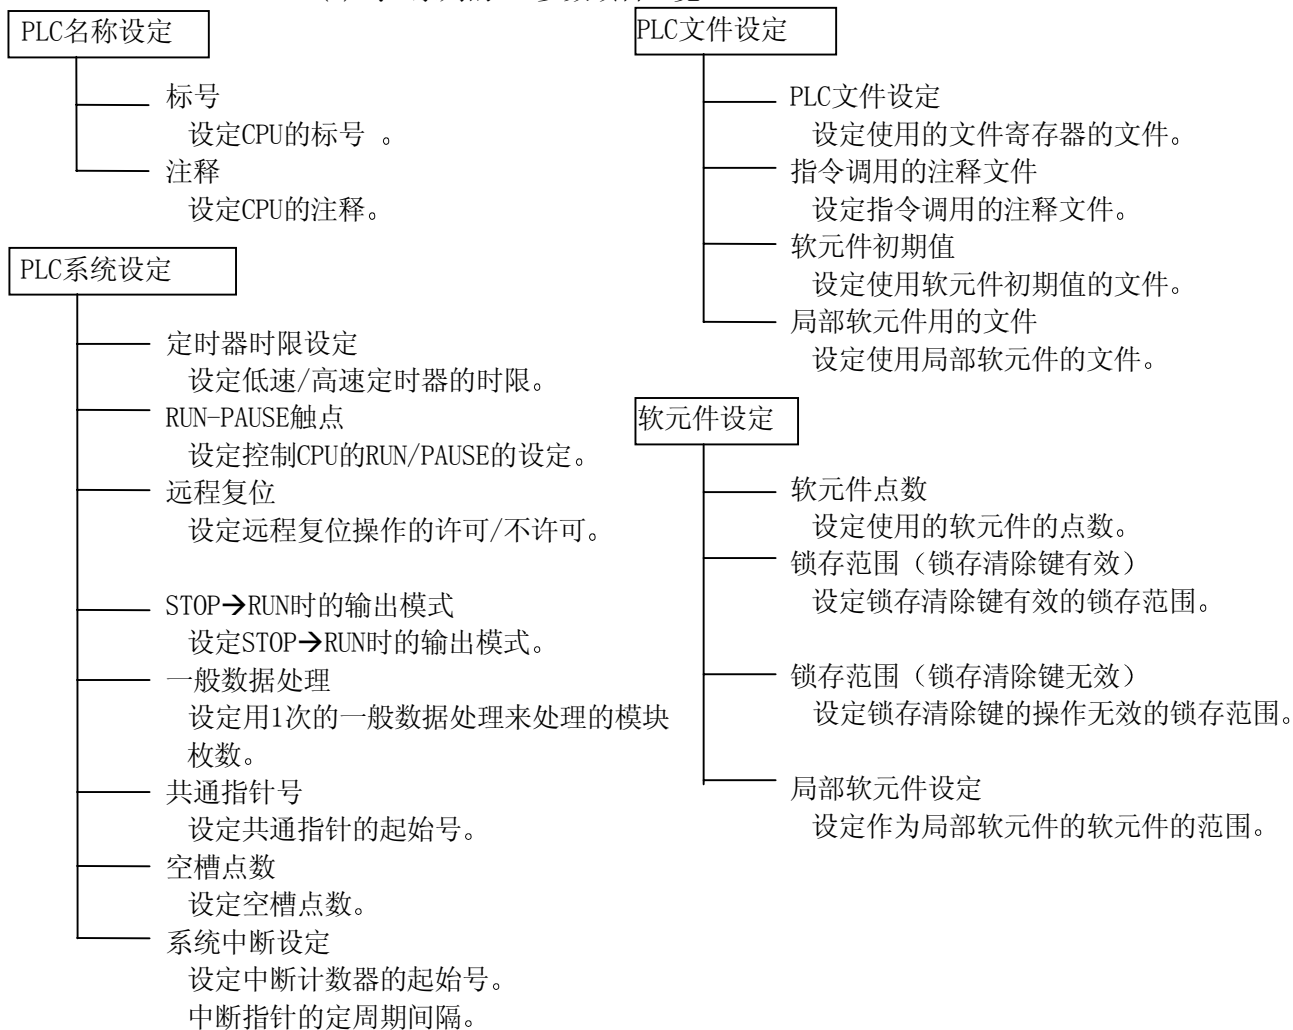 PLC名称设定
标号
设定CPU的标号 。
注释
设定CPU的注释。
PLC系统设定
定时器时限设定
设定低速/高速定时器的时限。
RUN-PAUSE触点
设定控制CPU的RUN/PAUSE的设定。
远程复位
设定远程复位操作的许可/不许可。
STOP→RUN时的输出模式
设定STOP→RUN时的输出模式。
一般数据处理
设定用1次的一般数据处理来处理的模块
枚数。
共通指针号
设定共通指针的起始号。
空槽点数
设定空槽点数。
系统中断设定
设定中断计数器的起始号。
中断指针的定周期间隔。
PLC文件设定
PLC文件设定
设定使用的文件寄存器的文件。
指令调用的注释文件
设定指令调用的注释文件。
软元件初期值
设定使用软元件初期值的文件。
局部软元件用的文件
设定使用局部软元件的文件。
软元件设定
软元件点数
设定使用的软元件的点数。
锁存范围（锁存清除键有效）
设定锁存清除键有效的锁存范围。
锁存范围（锁存清除键无效）
设定锁存清除键的操作无效的锁存范围。
局部软元件设定
设定作为局部软元件的软元件的范围。